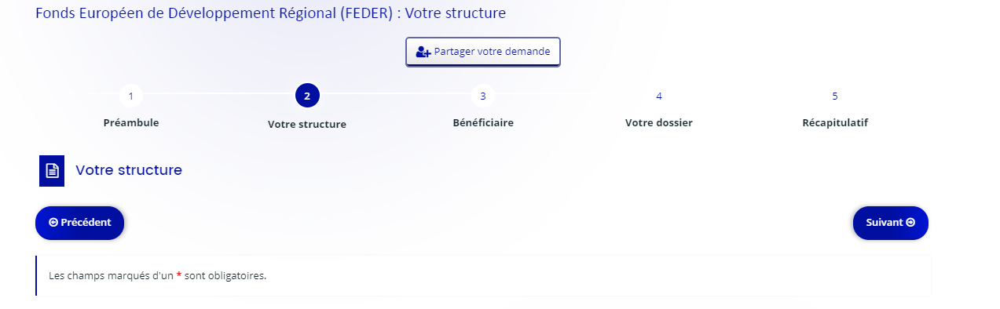 Fonds Européen de Développement Régional (FEDER) : Votre structure
Partager votre demande
1 2 3 4 5
Préambule Votre structure Bénéficiaire Votre dossier Récapitulatif
Votre structure
Précédent Suivant
Les champs marqués d'un * sont obligatoires.